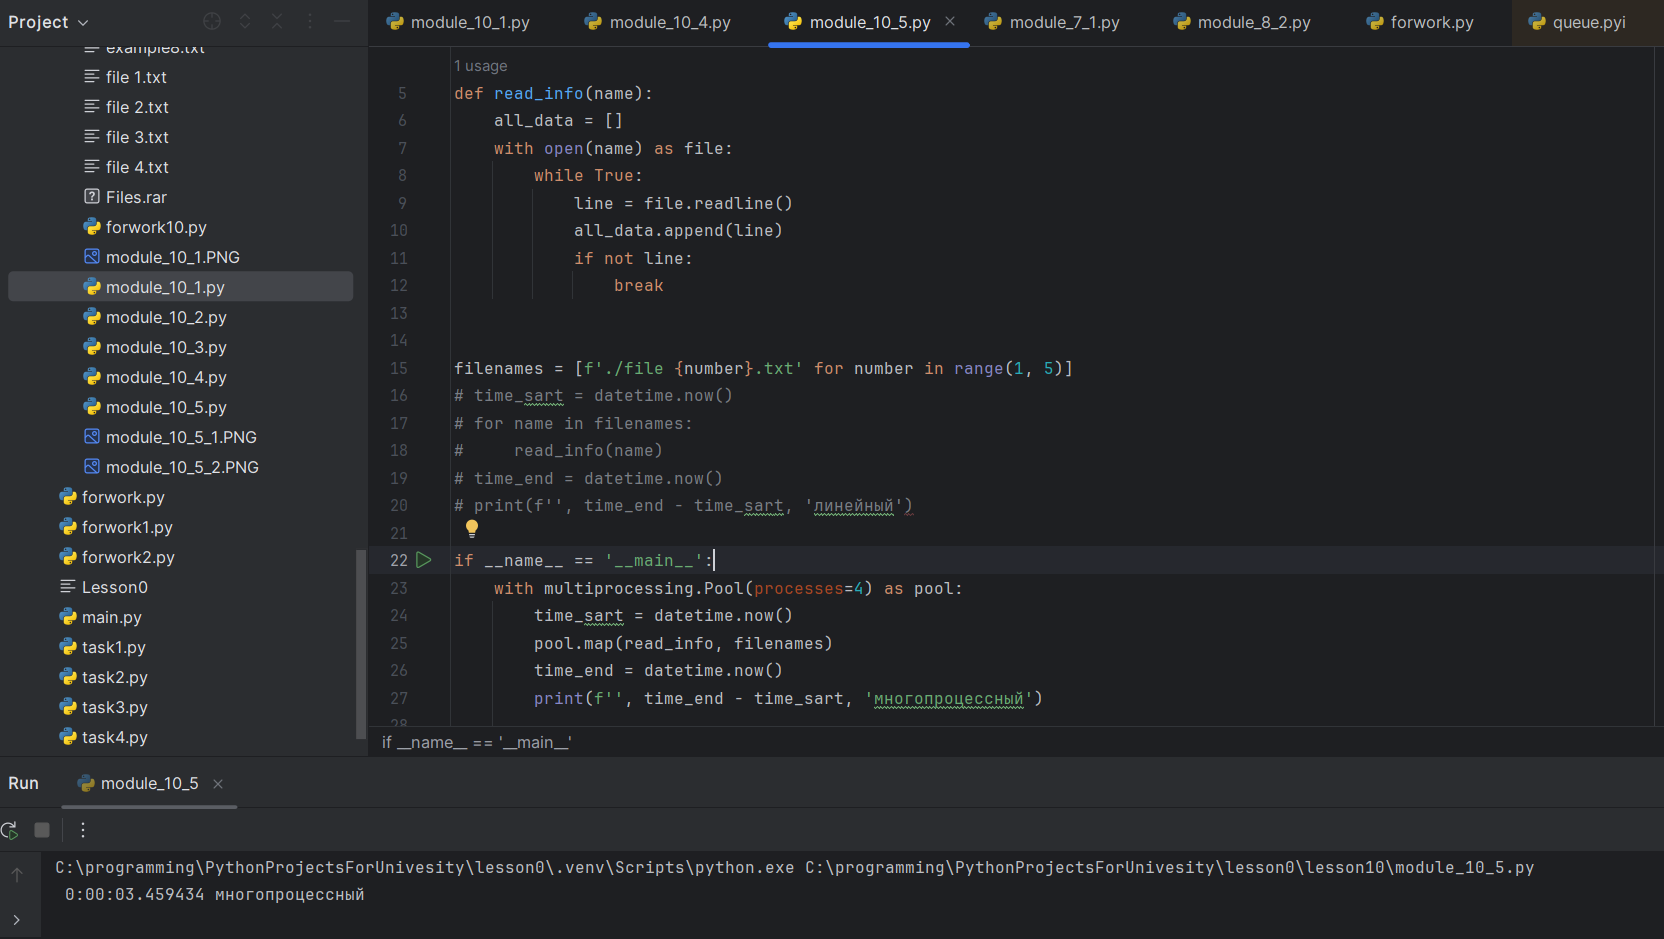 Project
module_10_1.py module_10_4.py module_10_5.py module_7_1.py module_8_2.py forwork.py queue.pyi
example8.txt
file 1.txt
file 2.txt
file 3.txt
file 4.txt
Files.rar
forwork10.py
module_10_1.PNG
module_10_1.py
module_10_2.py
module_10_3.py
module_10_4.py
module_10_5.py
module_10_5_1.PNG
module_10_5_2.PNG
forwork.py
forwork1.py
forwork2.py
Lesson0
main.py
task1.py
task2.py
task3.py
task4.py
1 usage
5 def read_info(name):
6 all_data = []
7 with open(name) as file:
8 while True:
9 line = file.readline()
10 all_data.append(line)
11 if not line:
12 break
13
14
15 filenames = [f'./file {number}.txt' for number in range(1, 5)]
16 # time_sart = datetime.now()
17 # for name in filenames:
18 #     read_info(name)
19 # time_end = datetime.now()
20 # print(f'', time_end - time_sart, 'линейный')
21
22 if __name__ == '__main__':
23 with multiprocessing.Pool(processes=4) as pool:
24 time_sart = datetime.now()
25 pool.map(read_info, filenames)
26 time_end = datetime.now()
27 print(f'', time_end - time_sart, 'многопроцессный')
28
if __name__ == '__main__'
Run module_10_5
C:\programming\PythonProjectsForUnivesity\lesson0\.venv\Scripts\python.exe C:\programming\PythonProjectsForUnivesity\lesson0\lesson10\module_10_5.py
0:00:03.459434 многопроцессный